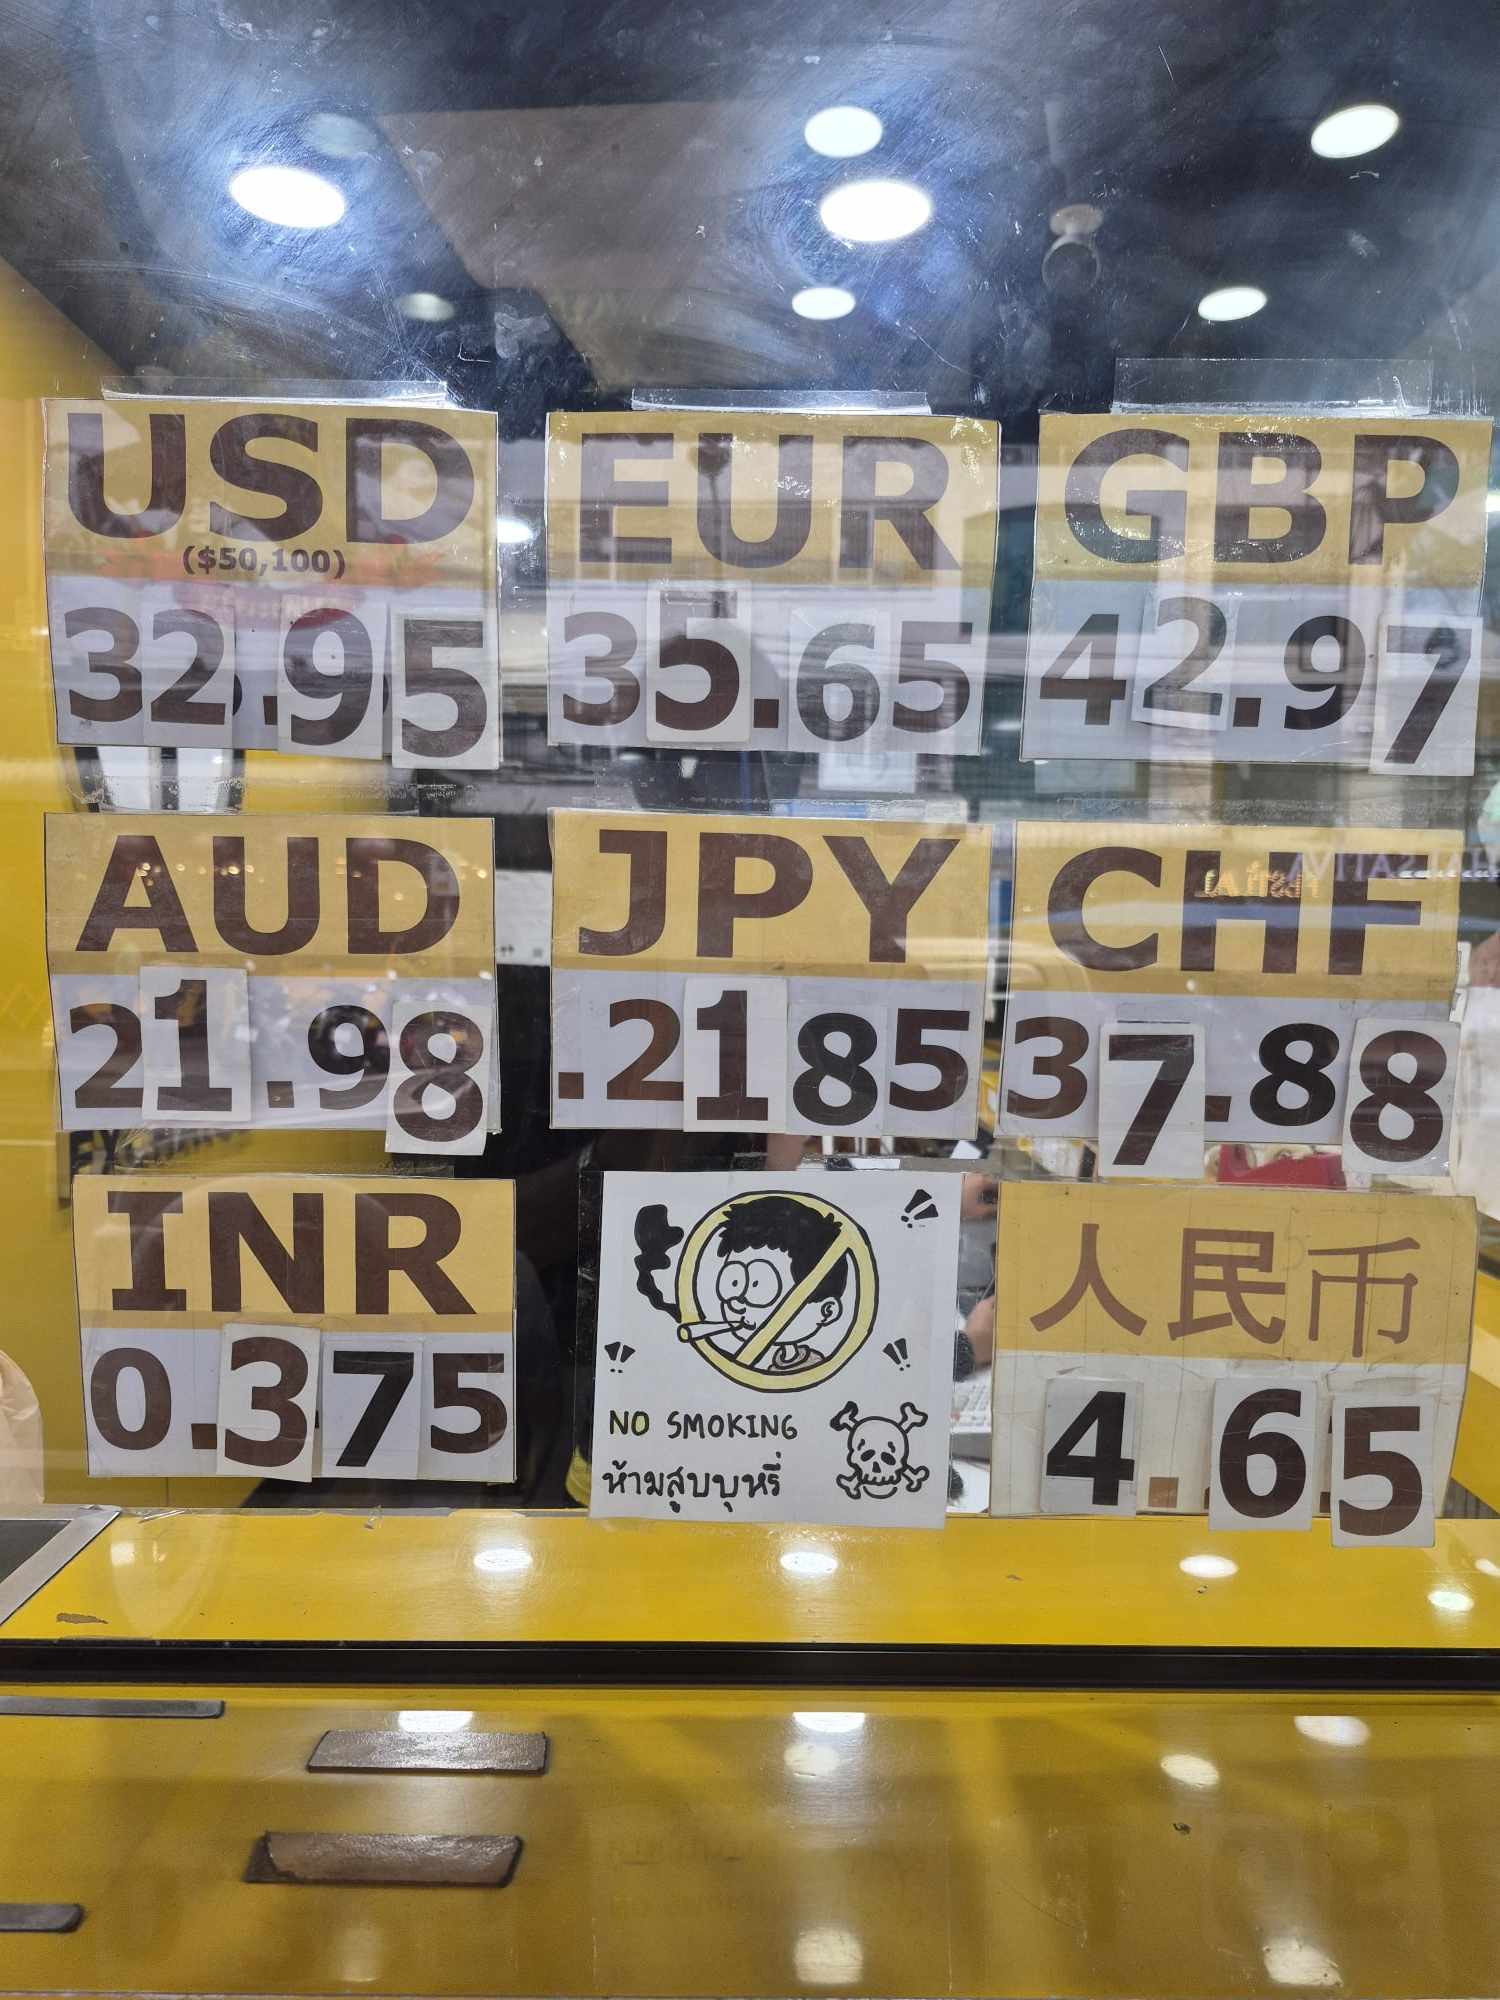 USD
($50,100)
32.95
EUR
35.65
GBP
42.97
AUD
21.98
JPY
.2185
CHF
37.88
INR
0.375
NO SMOKING
ห้ามสูบบุหรี่
人民币
4.65